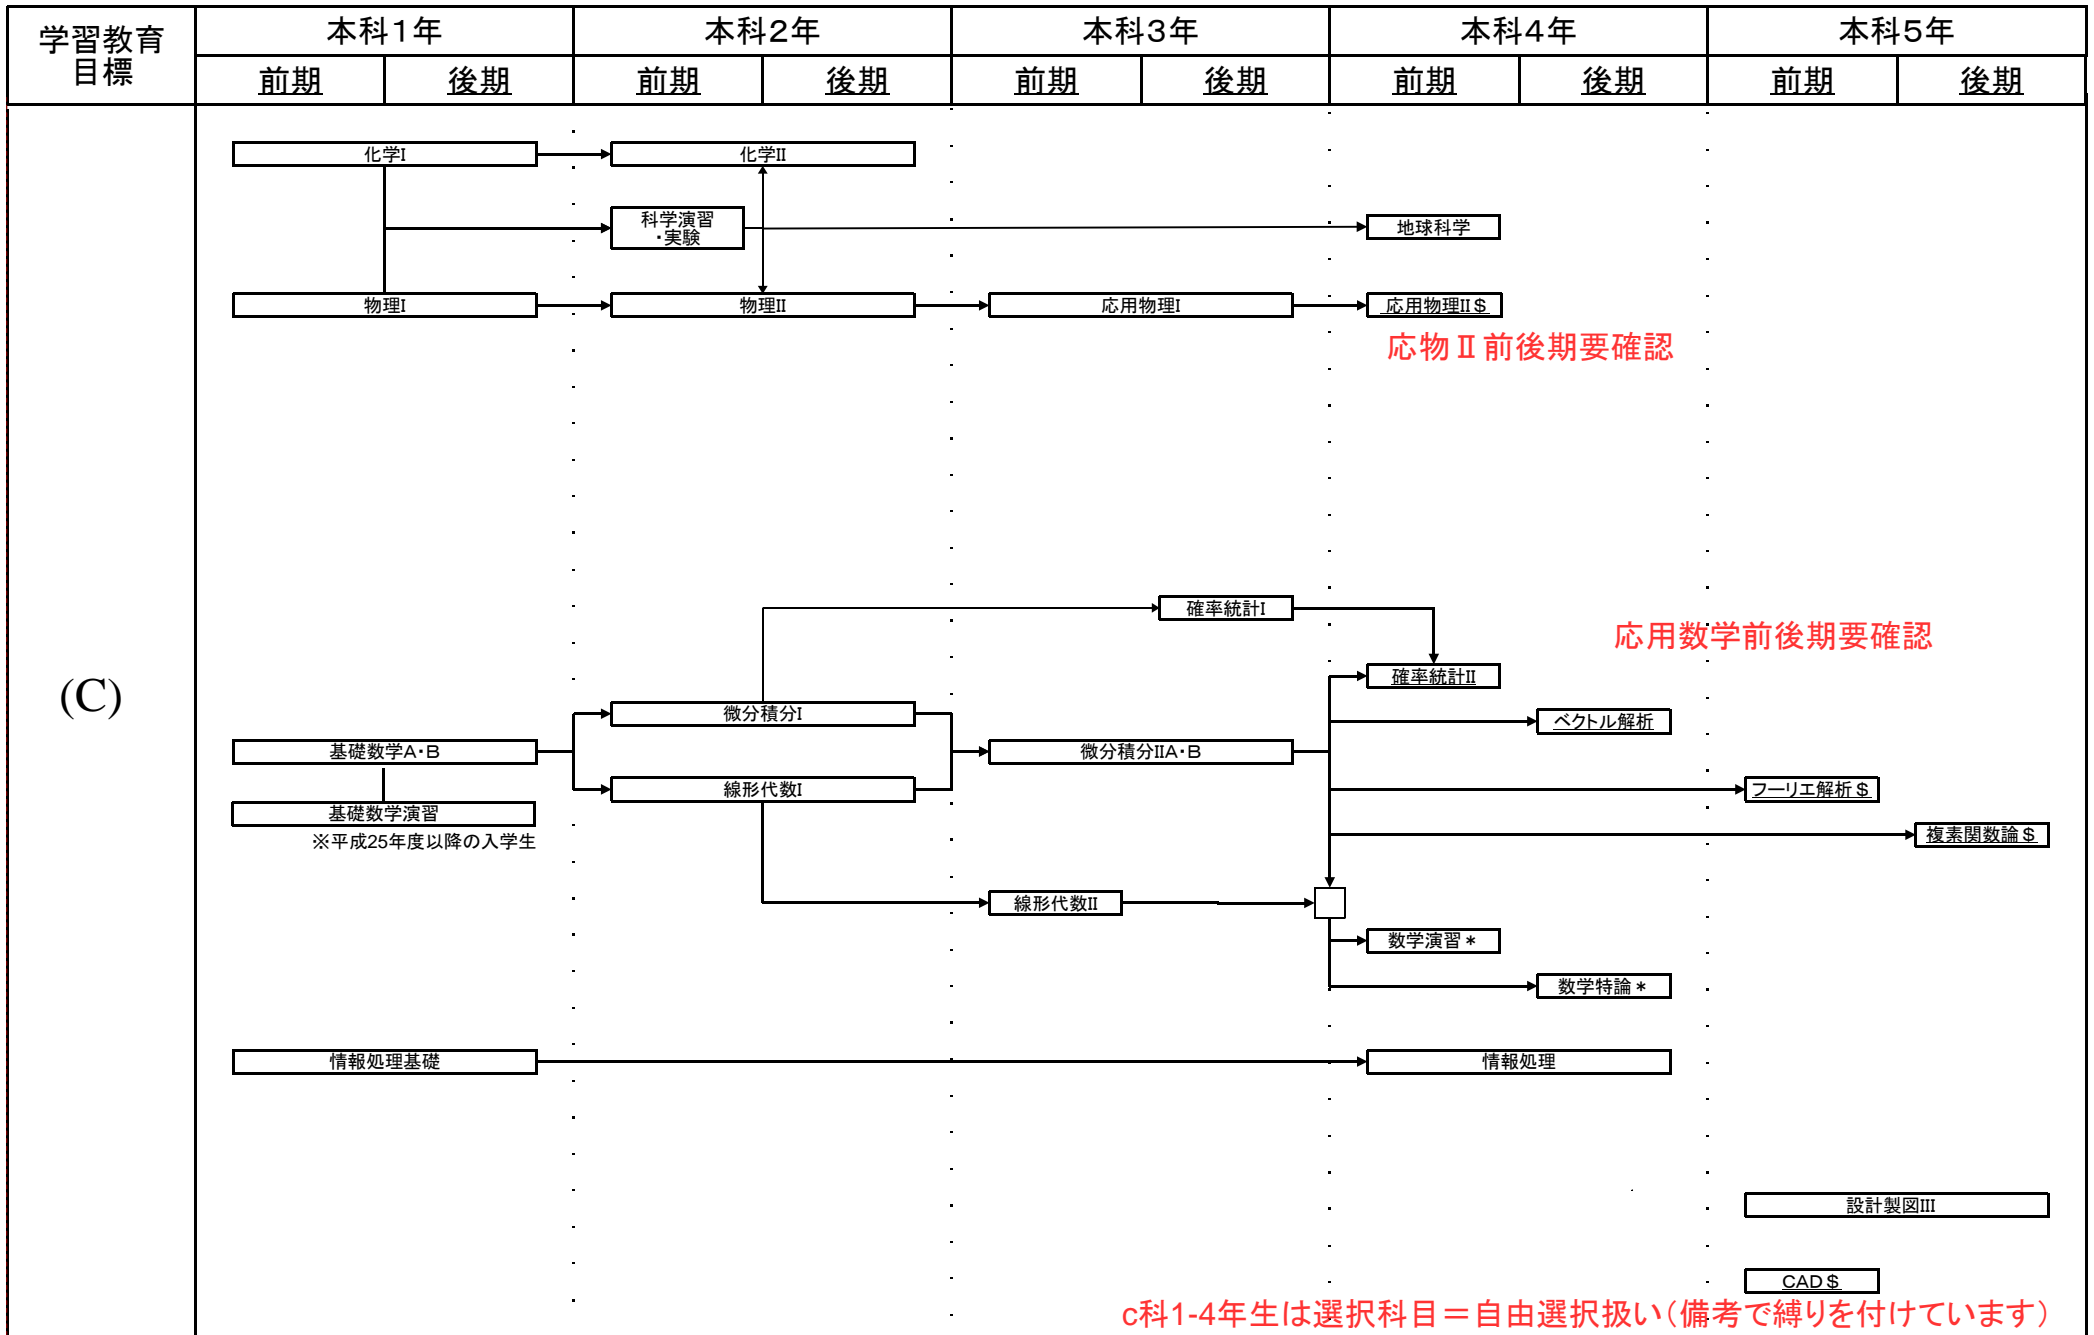 学習教育
目標
本科1年
本科2年
本科3年
本科4年
本科5年
前期
後期
前期
後期
前期
後期
前期
後期
前期
後期
(C)
化学I
化学II
科学演習
・実験
地球科学
物理I
物理II
応用物理I
応用物理II＄
応物Ⅱ前後期要確認
確率統計I
応用数学前後期要確認
確率統計II
微分積分I
ベクトル解析
基礎数学A・B
微分積分IIA・B
線形代数I
フーリエ解析＄
基礎数学演習
※平成25年度以降の入学生
複素関数論＄
線形代数II
数学演習＊
数学特論＊
情報処理基礎
情報処理
設計製図III
CAD＄
c科1-4年生は選択科目＝自由選択扱い（備考で縛りを付けています）